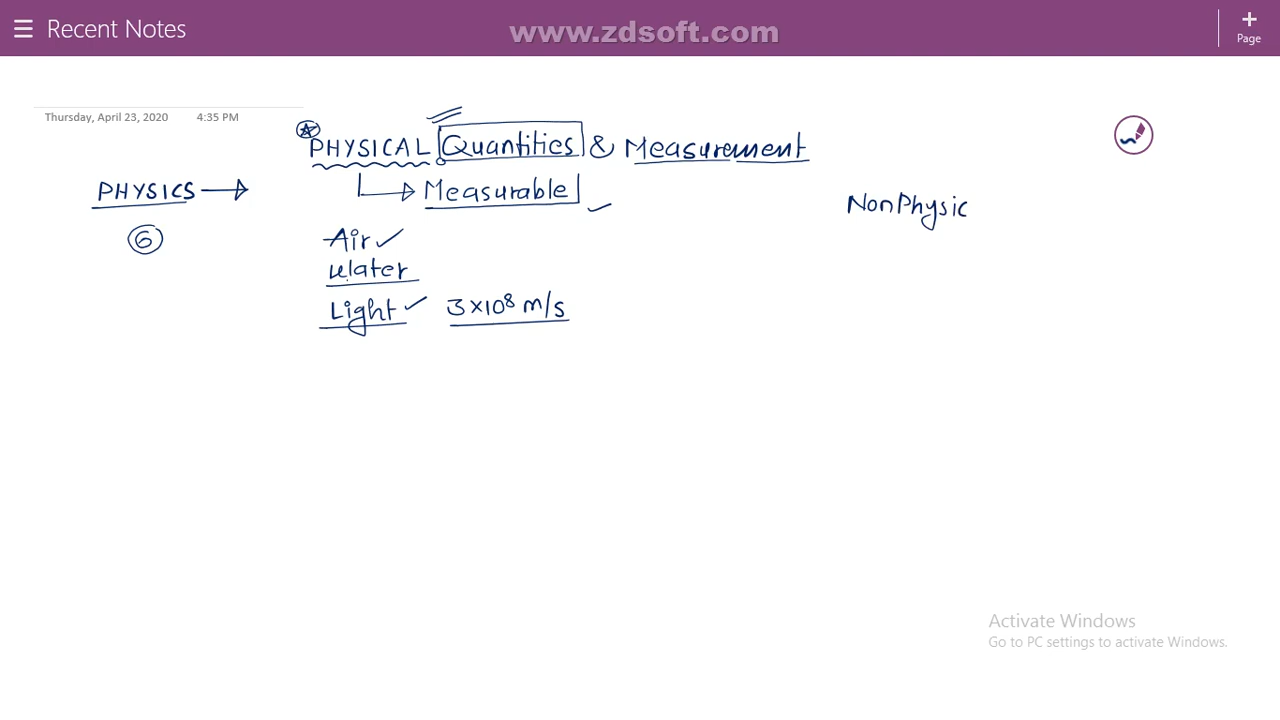 Recent Notes
www.zdsoft.com
Page
Thursday, April 23, 2020 4:35 PM
PHYSICAL Quantities & Measurement
PHYSICS → Measurable
NonPhysic
6
Air
Water
Light 3×10⁸ m/s
Activate Windows
Go to PC settings to activate Windows.